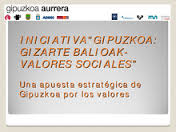 gipuzkoa aurrera
INICIATIVA "GIPUZKOA:
GIZARTE BALIOAK-
VALORES SOCIALES"
Una apuesta estratégica de
Gipuzkoa por los valores